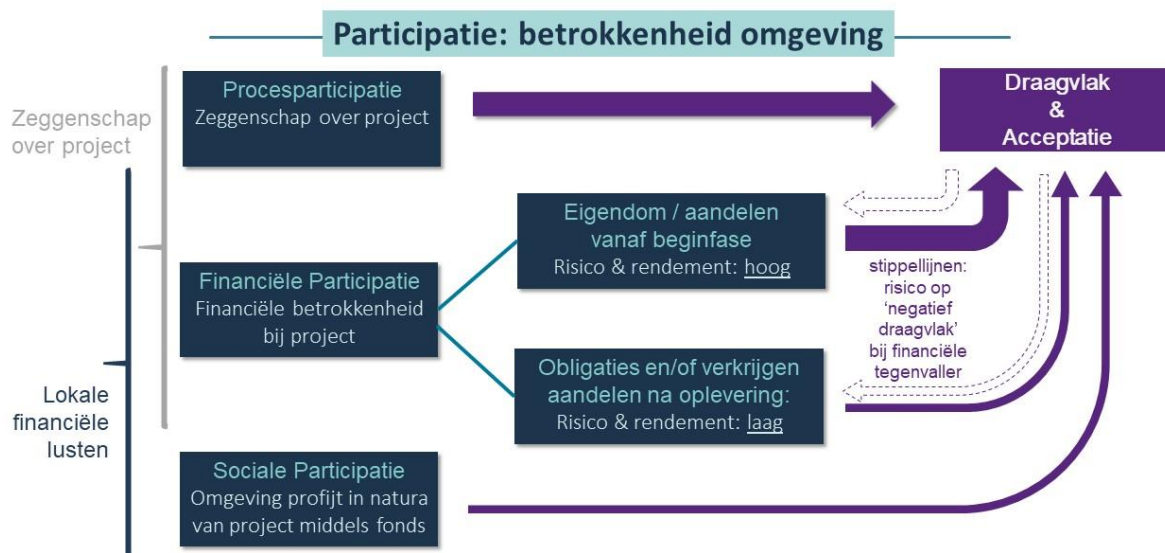 Participatie: betrokkenheid omgeving
Zeggenschap
over project
Procesparticipatie
Zeggenschap over project
Draagvlak
&
Acceptatie
Eigendom / aandelen
vanaf beginfase
Risico & rendement: hoog
Financiële Participatie
Financiële betrokkenheid
bij project
stippellijnen:
risico op
‘negatief
draagvlak’
bij financiële
tegenvaller
Obligaties en/of verkrijgen
aandelen na oplevering:
Risico & rendement: laag
Lokale
financiële
lusten
Sociale Participatie
Omgeving profijt in natura
van project middels fonds